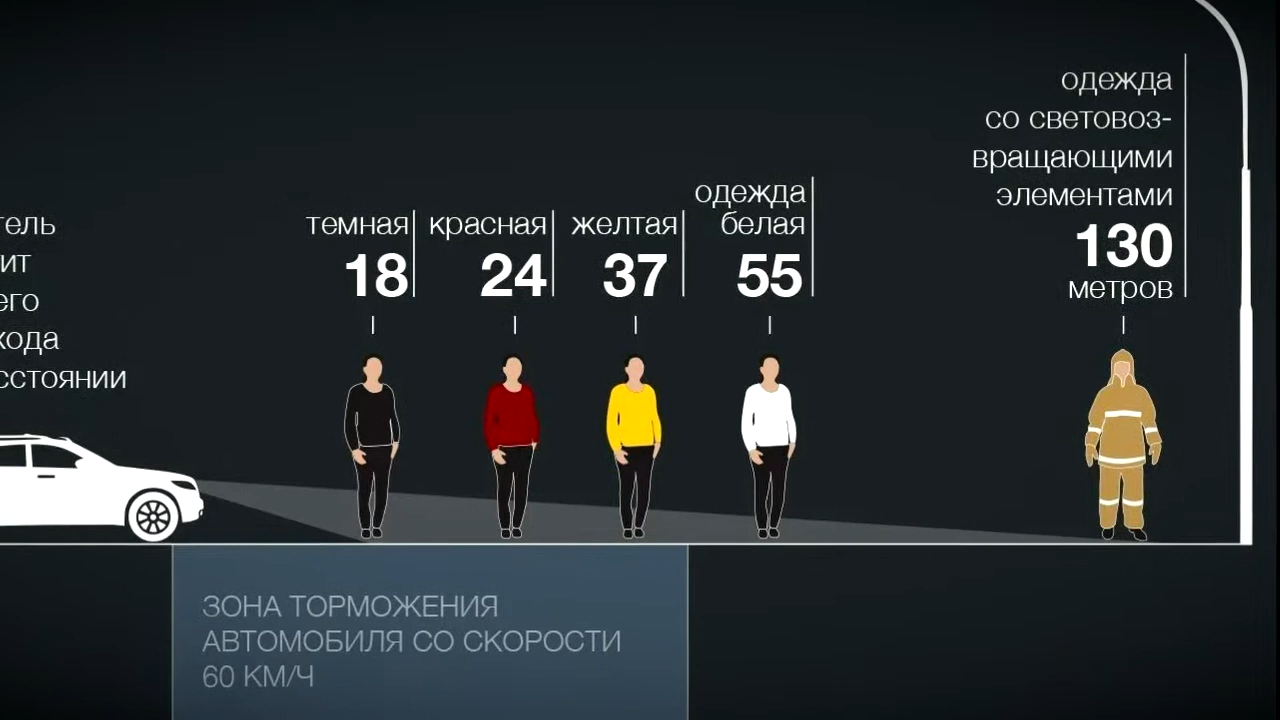 одежда
со световоз-
вращающими
элементами
130
метров
одежда
белая
55
желтая
37
красная
24
темная
18
сстоянии
ЗОНА ТОРМОЖЕНИЯ
АВТОМОБИЛЯ СО СКОРОСТИ
60 КМ/Ч